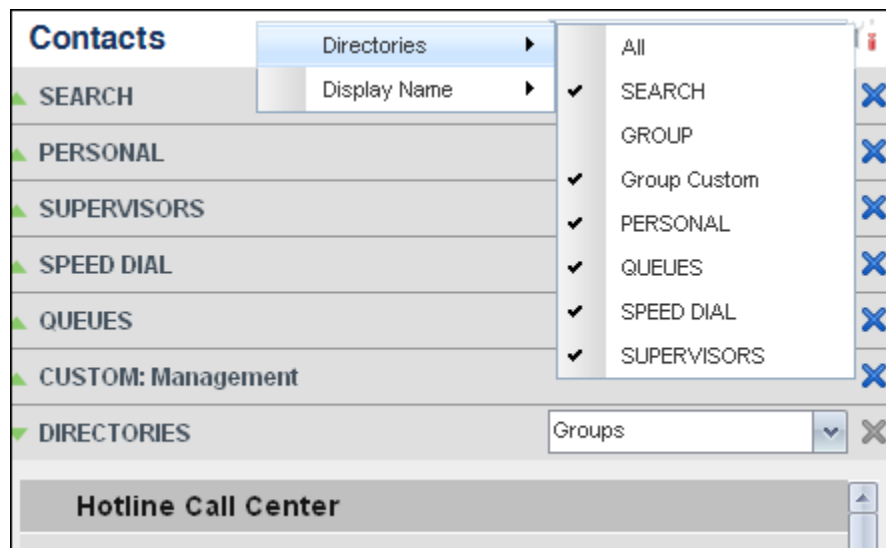 Contacts
Directories
Display Name
All
SEARCH
GROUP
Group Custom
PERSONAL
QUEUES
SPEED DIAL
SUPERVISORS
SEARCH
PERSONAL
SUPERVISORS
SPEED DIAL
QUEUES
CUSTOM: Management
DIRECTORIES
Groups
Hotline Call Center